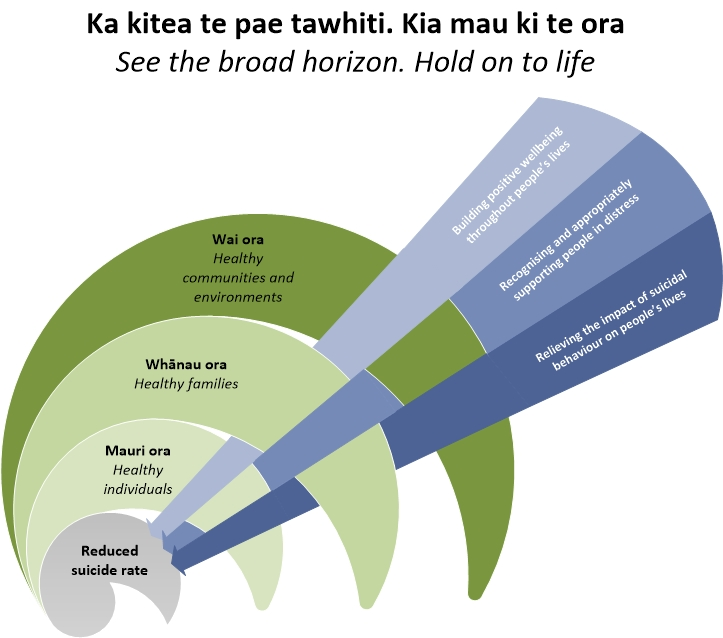 Ka kitea te pae tawhiti. Kia mau ki te ora
See the broad horizon. Hold on to life
Building positive wellbeing
throughout people's lives
Recognising and appropriately
supporting people in distress
Relieving the impact of suicidal
behaviour on people's lives
Wai ora
Healthy
communities and
environments
Whānau ora
Healthy families
Mauri ora
Healthy
individuals
Reduced
suicide rate